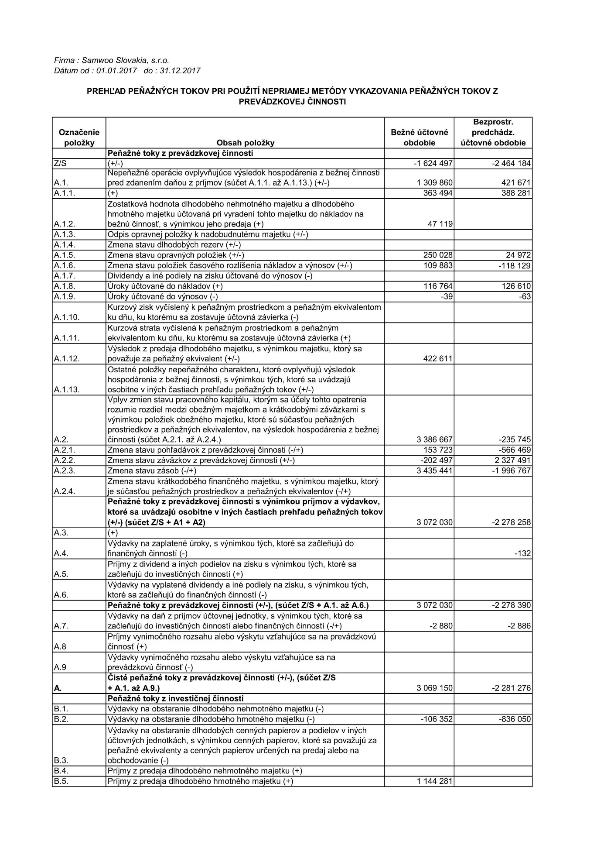 Firma : Samwoo Slovakia, s.r.o.
Dátum od : 01.01.2017   do : 31.12.2017
PREHĽAD PEŇAŽNÝCH TOKOV PRI POUŽITÍ NEPRIAMEJ METÓDY VYKAZOVANIA PEŇAŽNÝCH TOKOV Z
PREVÁDZKOVEJ ČINNOSTI
Označenie položky | Obsah položky | Bežné účtovné obdobie | Bezprostr. predchádz. účtovné obdobie
Peňažné toky z prevádzkovej činnosti
Z/S (+/-) -1 624 497 -2 464 184
Nepeňažné operácie ovplyvňujúce výsledok hospodárenia z bežnej činnosti
A.1. pred zdanením daňou z príjmov (súčet A.1.1. až A.1.13.) (+/-) 1 309 860 421 671
A.1.1. (+) 363 494 388 281
Zostatková hodnota dlhodobého nehmotného majetku a dlhodobého
hmotného majetku účtovaná pri vyradení tohto majetku do nákladov na
A.1.2. bežnú činnosť, s výnimkou jeho predaja (+) 47 119
A.1.3. Odpis opravnej položky k nadobudnutému majetku (+/-)
A.1.4. Zmena stavu dlhodobých rezerv (+/-)
A.1.5. Zmena stavu opravných položiek (+/-) 250 028 24 972
A.1.6. Zmena stavu položiek časového rozlíšenia nákladov a výnosov (+/-) 109 883 -118 129
A.1.7. Dividendy a iné podiely na zisku účtované do výnosov (-)
A.1.8. Úroky účtované do nákladov (+) 116 764 126 610
A.1.9. Úroky účtované do výnosov (-) -39 -63
Kurzový zisk vyčíslený k peňažným prostriedkom a peňažným ekvivalentom
A.1.10. ku dňu, ku ktorému sa zostavuje účtovná závierka (-)
Kurzová strata vyčíslená k peňažným prostriedkom a peňažným
A.1.11. ekvivalentom ku dňu, ku ktorému sa zostavuje účtovná závierka (+)
Výsledok z predaja dlhodobého majetku, s výnimkou majetku, ktorý sa
A.1.12. považuje za peňažný ekvivalent (+/-) 422 611
Ostatné položky nepeňažného charakteru, ktoré ovplyvňujú výsledok
hospodárenia z bežnej činnosti, s výnimkou tých, ktoré sa uvádzajú
A.1.13. osobitne v iných častiach prehľadu peňažných tokov (+/-)
Vplyv zmien stavu pracovného kapitálu, ktorým sa účely tohto opatrenia
rozumie rozdiel medzi obežným majetkom a krátkodobými záväzkami s
výnimkou položiek obežného majetku, ktoré sú súčasťou peňažných
prostriedkov a peňažných ekvivalentov, na výsledok hospodárenia z bežnej
A.2. činnosti (súčet A.2.1. až A.2.4.) 3 386 667 -235 745
A.2.1. Zmena stavu pohľadávok z prevádzkovej činnosti (-/+) 153 723 -566 469
A.2.2. Zmena stavu záväzkov z prevádzkovej činnosti (+/-) -202 497 2 327 491
A.2.3. Zmena stavu zásob (-/+) 3 435 441 -1 996 767
Zmena stavu krátkodobého finančného majetku, s výnimkou majetku, ktorý
A.2.4. je súčasťou peňažných prostriedkov a peňažných ekvivalentov (-/+)
Peňažné toky z prevádzkovej činnosti s výnimkou príjmov a výdavkov,
ktoré sa uvádzajú osobitne v iných častiach prehľadu peňažných tokov
(+/-) (súčet Z/S + A1 + A2) 3 072 030 -2 278 258
A.3. (+)
Výdavky na zaplatené úroky, s výnimkou tých, ktoré sa začleňujú do
A.4. finančných činností (-) -132
Príjmy z dividend a iných podielov na zisku s výnimkou tých, ktoré sa
A.5. začleňujú do investičných činností (+)
Výdavky na vyplatené dividendy a iné podiely na zisku, s výnimkou tých,
A.6. ktoré sa začleňujú do finančných činností (-)
Peňažné toky z prevádzkovej činnosti (+/-), (súčet Z/S + A.1. až A.6.) 3 072 030 -2 278 390
Výdavky na daň z príjmov účtovnej jednotky, s výnimkou tých, ktoré sa
A.7. začleňujú do investičných činností alebo finančných činností (-/+) -2 880 -2 886
Príjmy vynimočného rozsahu alebo výskytu vzťahujúce sa na prevádzkovú
A.8 činnosť (+)
Výdavky vynimočného rozsahu alebo výskytu vzťahujúce sa na
A.9 prevádzkovú činnosť (-)
Čisté peňažné toky z prevádzkovej činnosti (+/-), (súčet Z/S
A. + A.1. až A.9.) 3 069 150 -2 281 276
Peňažné toky z investičnej činnosti
B.1. Výdavky na obstaranie dlhodobého nehmotného majetku (-)
B.2. Výdavky na obstaranie dlhodobého hmotného majetku (-) -106 352 -836 050
Výdavky na obstaranie dlhodobých cenných papierov a podielov v iných
účtovných jednotkách, s výnimkou cenných papierov, ktoré sa považujú za
peňažné ekvivalenty a cenných papierov určených na predaj alebo na
B.3. obchodovanie (-)
B.4. Príjmy z predaja dlhodobého nehmotného majetku (+)
B.5. Príjmy z predaja dlhodobého hmotného majetku (+) 1 144 281